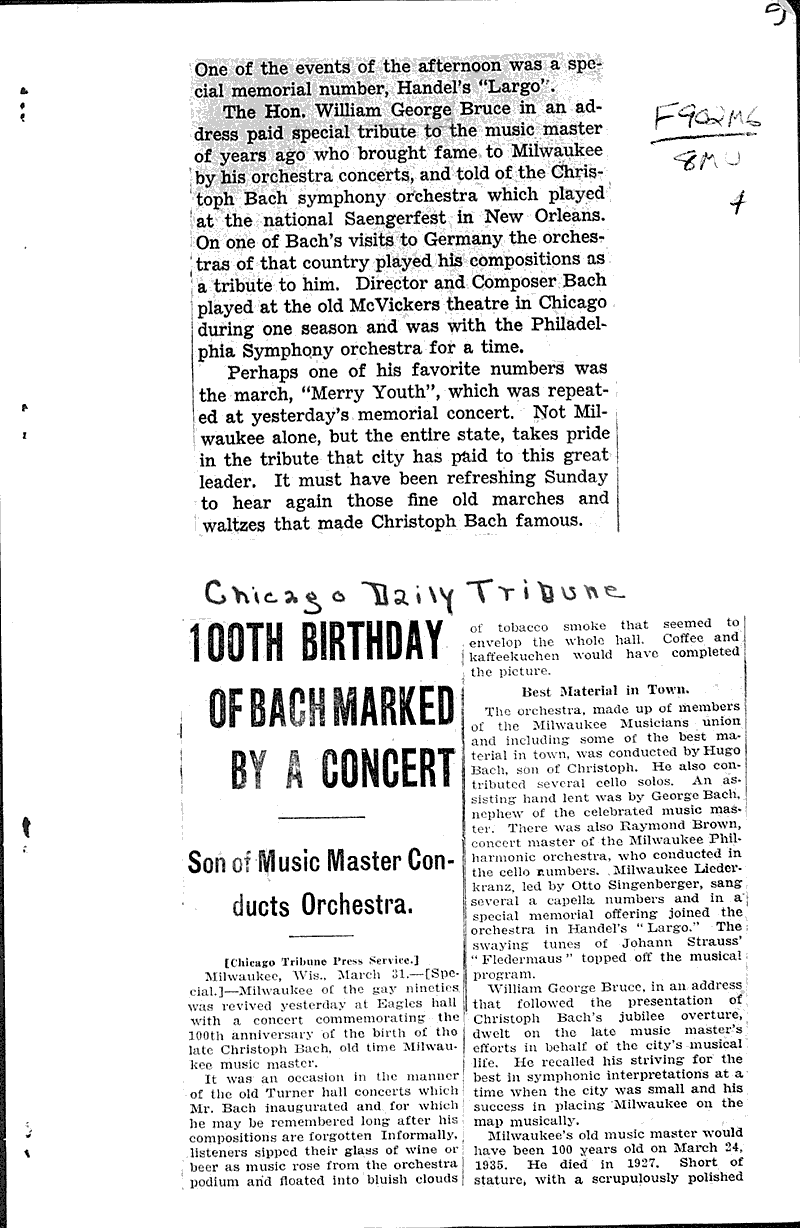 9
One of the events of the afternoon was a spe-
cial memorial number, Handel's "Largo".
The Hon. William George Bruce in an ad-
dress paid special tribute to the music master
of years ago who brought fame to Milwaukee
by his orchestra concerts, and told of the Chris-
toph Bach symphony orchestra which played
at the national Saengerfest in New Orleans.
On one of Bach's visits to Germany the orches-
tras of that country played his compositions as
a tribute to him. Director and Composer Bach
played at the old McVickers theatre in Chicago
during one season and was with the Philadel-
phia Symphony orchestra for a time.
Perhaps one of his favorite numbers was
the march, "Merry Youth", which was repeat-
ed at yesterday's memorial concert. Not Mil-
waukee alone, but the entire state, takes pride
in the tribute that city has paid to this great
leader. It must have been refreshing Sunday
to hear again those fine old marches and
waltzes that made Christoph Bach famous.
F902M6
8MU
Chicago Daily Tribune
100TH BIRTHDAY
OF BACH MARKED
BY A CONCERT
Son of Music Master Con-
ducts Orchestra.
[Chicago Tribune Press Service.]
Milwaukee, Wis., March 31.—[Spe-
cial.]—Milwaukee of the gay nineties
was revived yesterday at Eagles hall
with a concert commemorating the
100th anniversary of the birth of the
late Christoph Bach, old time Milwau-
kee music master.
It was an occasion in the manner
of the old Turner hall concerts which
Mr. Bach inaugurated and for which
he may be remembered long after his
compositions are forgotten Informally,
listeners sipped their glass of wine or
beer as music rose from the orchestra
podium and floated into bluish clouds
of tobacco smoke that seemed to
envelop the whole hall. Coffee and
kaffeekuchen would have completed
the picture.
Best Material in Town.
The orchestra, made up of members
of the Milwaukee Musicians union
and including some of the best ma-
terial in town, was conducted by Hugo
Bach, son of Christoph. He also con-
tributed several cello solos. An as-
sisting hand lent was by George Bach,
nephew of the celebrated music mas-
ter. There was also Raymond Brown,
concert master of the Milwaukee Phil-
harmonic orchestra, who conducted in
the cello numbers. Milwaukee Lieder-
kranz, led by Otto Singenberger, sang
several a capella numbers and in a
special memorial offering joined the
orchestra in Handel's "Largo." The
swaying tunes of Johann Strauss'
"Fledermaus" topped off the musical
program.
William George Bruce, in an address
that followed the presentation of
Christoph Bach's jubilee overture,
dwelt on the late music master's
efforts in behalf of the city's musical
life. He recalled his striving for the
best in symphonic interpretations at a
time when the city was small and his
success in placing Milwaukee on the
map musically.
Milwaukee's old music master would
have been 100 years old on March 24,
1935. He died in 1927. Short of
stature, with a scrupulously polished